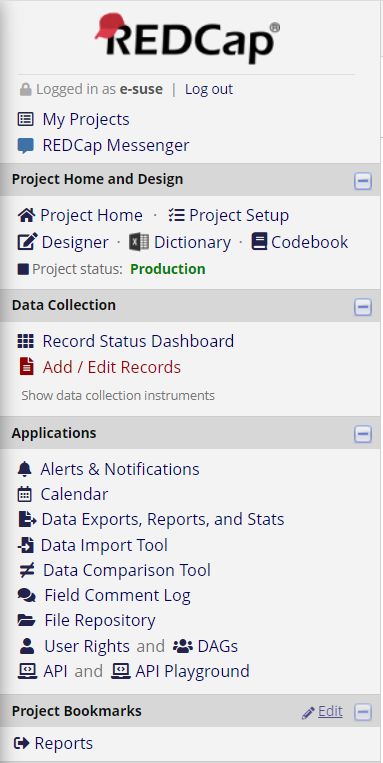 REDCap®
Logged in as e-suse | Log out
My Projects
REDCap Messenger
Project Home and Design
Project Home · Project Setup
Designer · Dictionary · Codebook
Project status: Production
Data Collection
Record Status Dashboard
Add / Edit Records
Show data collection instruments
Applications
Alerts & Notifications
Calendar
Data Exports, Reports, and Stats
Data Import Tool
Data Comparison Tool
Field Comment Log
File Repository
User Rights and DAGs
API and API Playground
Project Bookmarks Edit
Reports